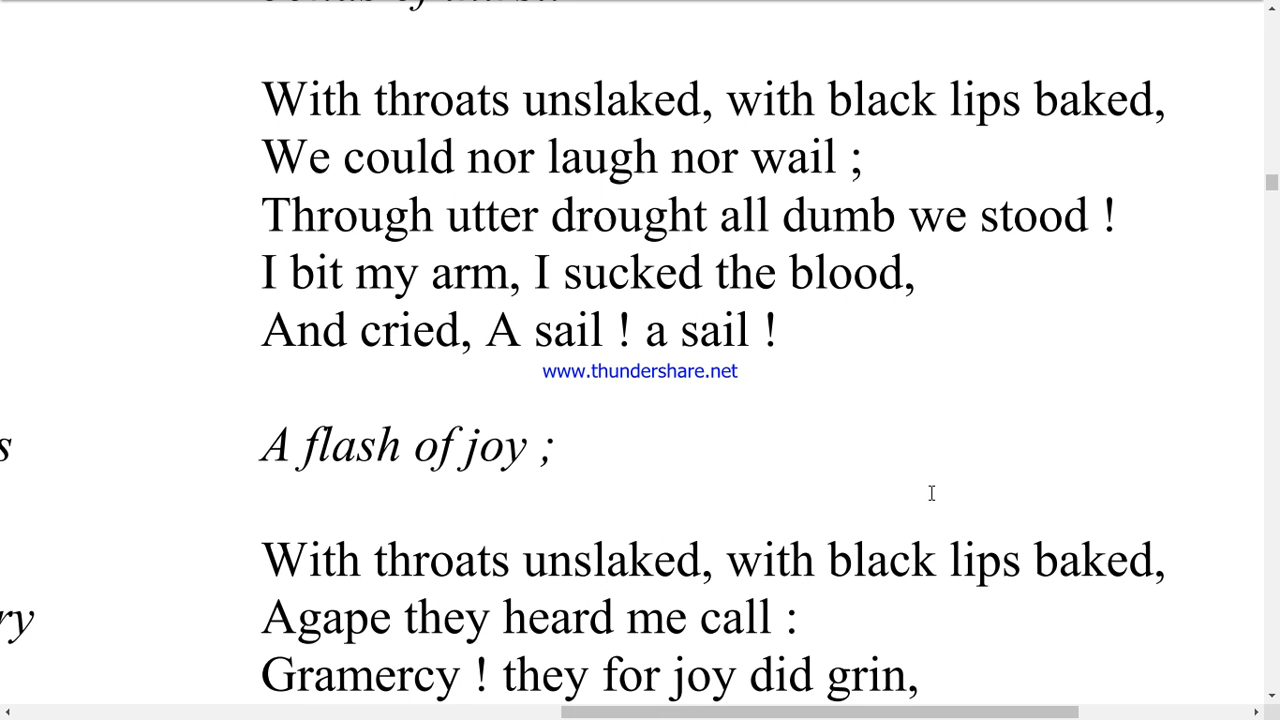 With throats unslaked, with black lips baked,
We could nor laugh nor wail ;
Through utter drought all dumb we stood !
I bit my arm, I sucked the blood,
And cried, A sail ! a sail !
www.thundershare.net
s
A flash of joy ;
With throats unslaked, with black lips baked,
ry
Agape they heard me call :
Gramercy ! they for joy did grin,